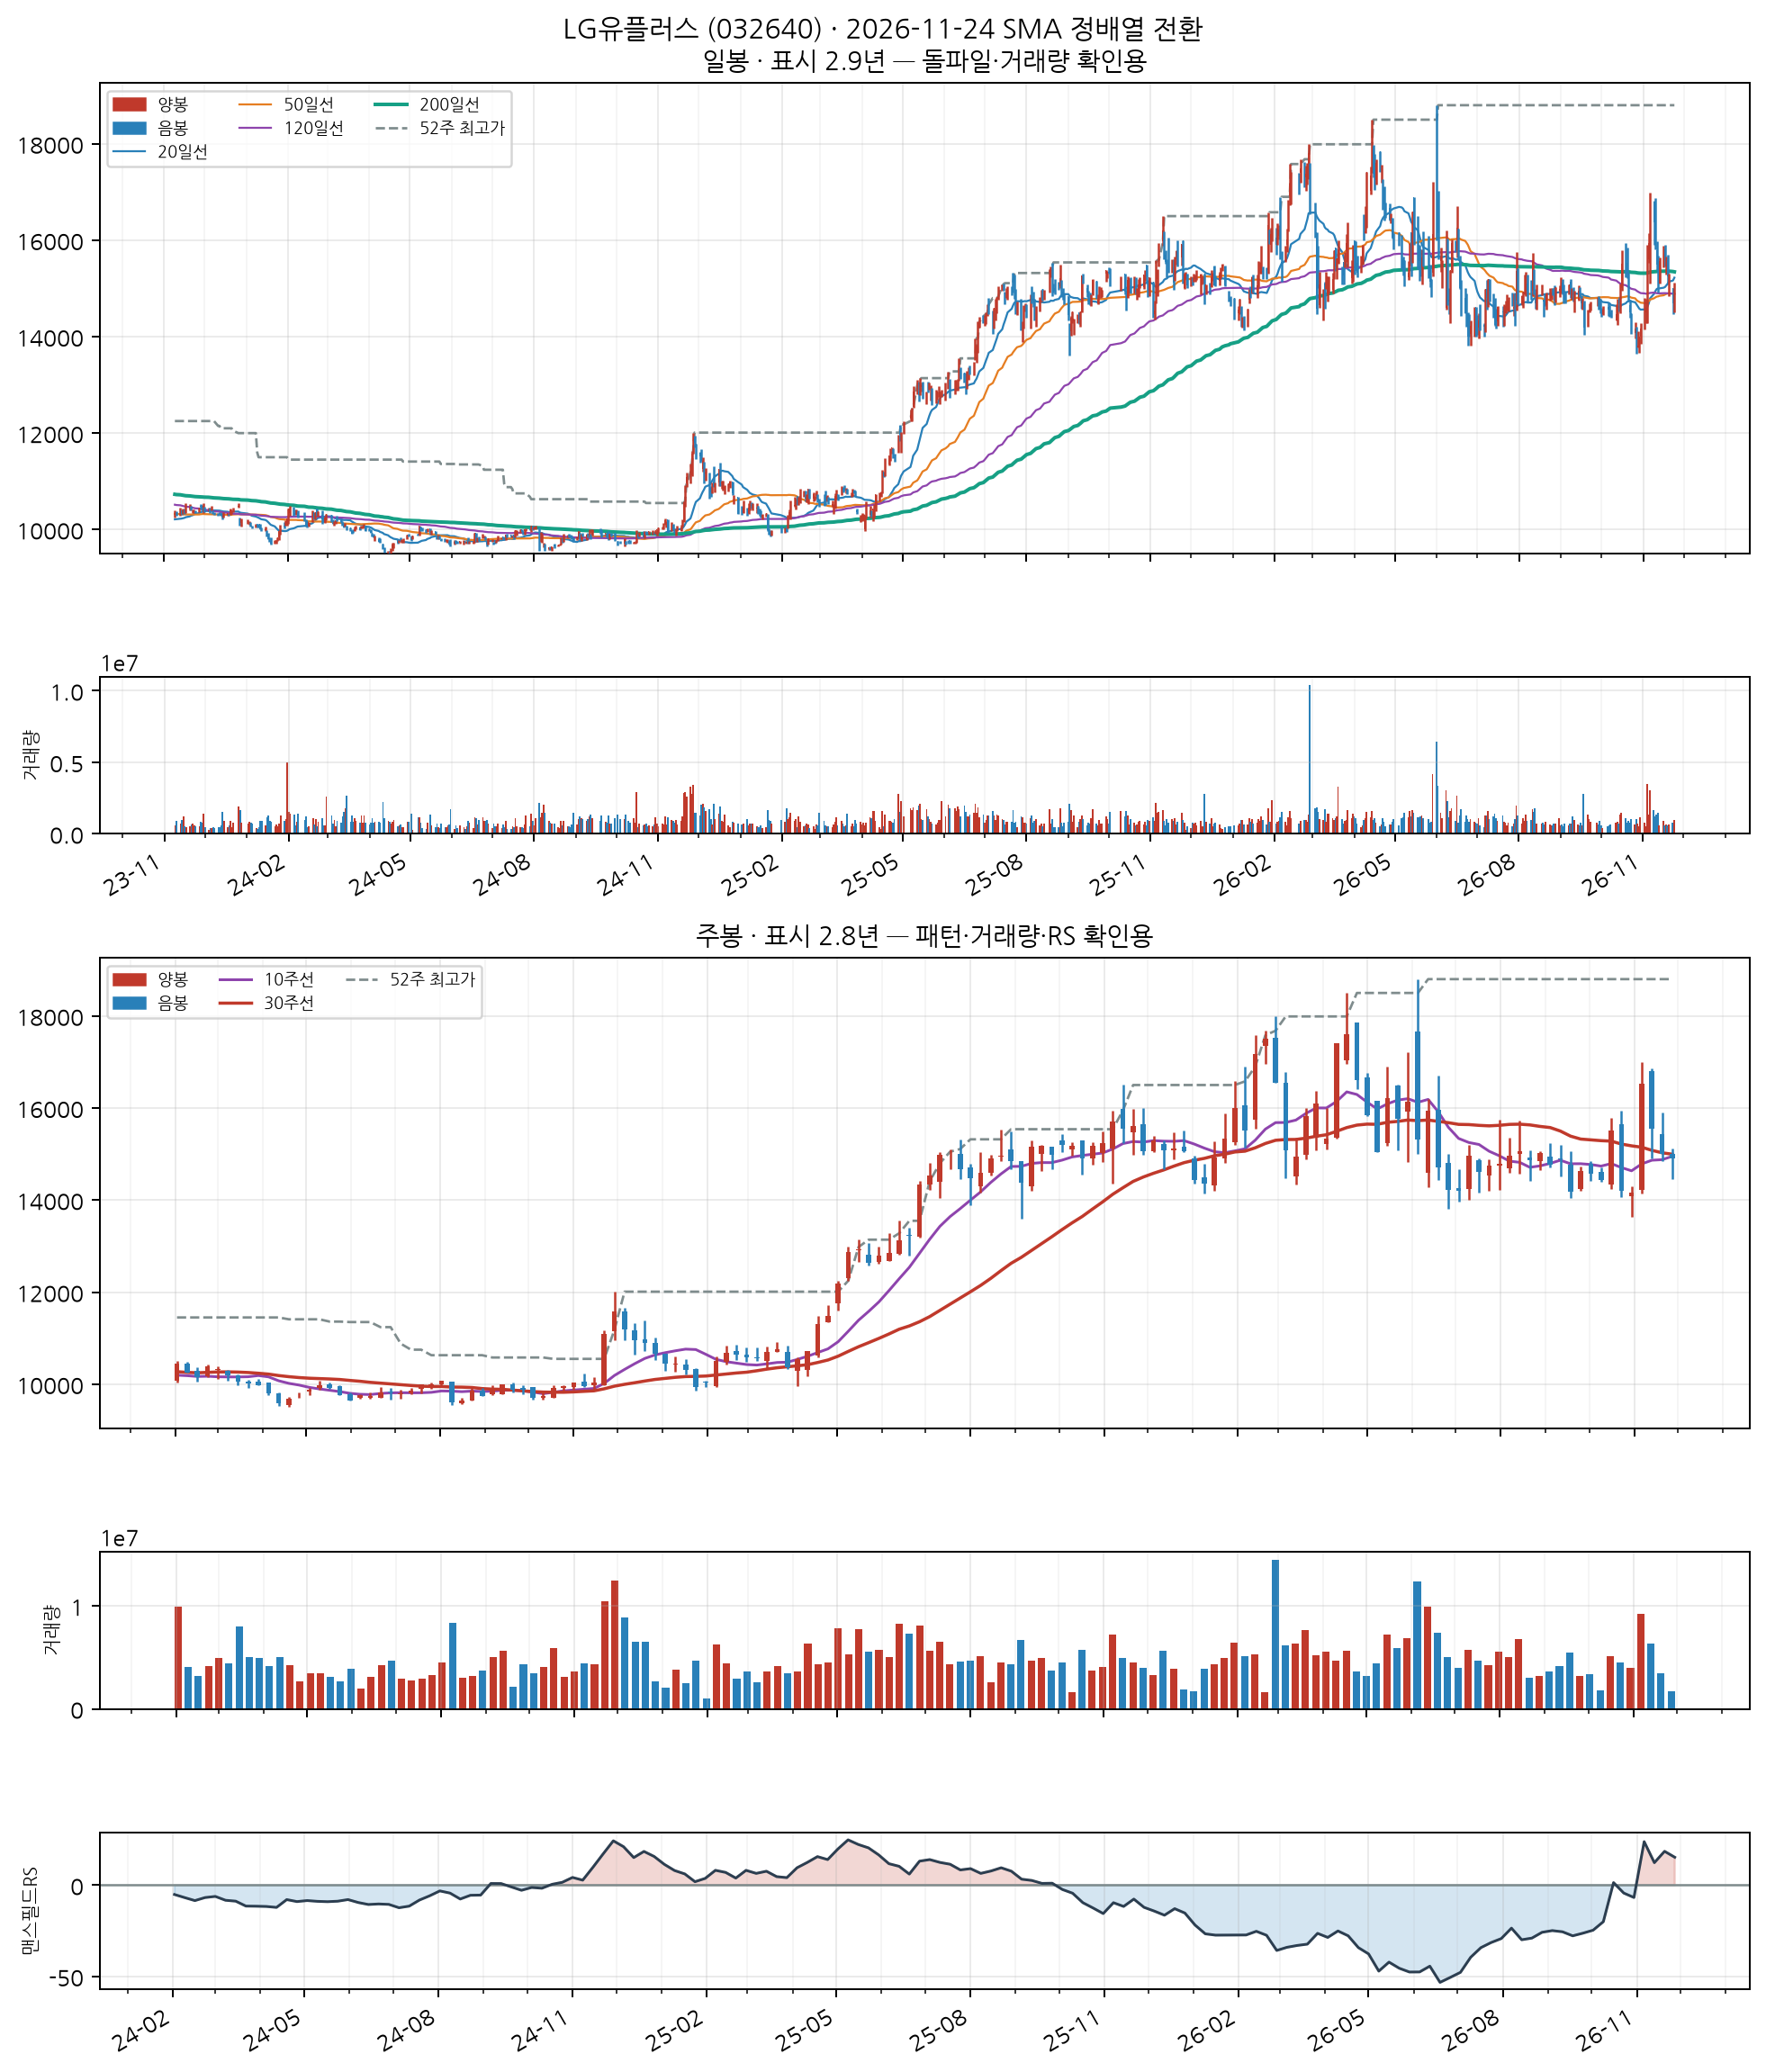 LG유플러스 (032640) · 2026-11-24 SMA 정배열 전환
일봉 · 표시 2.9년 — 돌파일·거래량 확인용
양봉
음봉
20일선
50일선
120일선
200일선
52주 최고가
18000
16000
14000
12000
10000
1e7
거래량
1.0
0.5
0.0
23-11
24-02
24-05
24-08
24-11
25-02
25-05
25-08
25-11
26-02
26-05
26-08
26-11
주봉 · 표시 2.8년 — 패턴·거래량·RS 확인용
양봉
음봉
10주선
30주선
52주 최고가
18000
16000
14000
12000
10000
1e7
거래량
1
0
맨스필드RS
0
-50
24-02
24-05
24-08
24-11
25-02
25-05
25-08
25-11
26-02
26-05
26-08
26-11